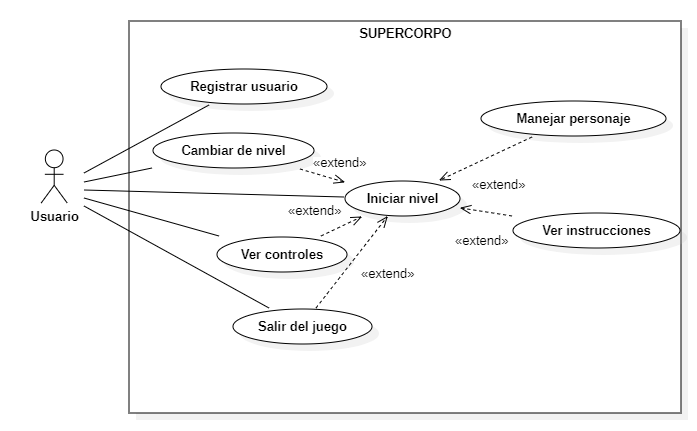 SUPERCORPO
Registrar usuario
Manejar personaje
Cambiar de nivel
«extend»
«extend»
Iniciar nivel
Usuario
«extend»
Ver instrucciones
«extend»
Ver controles
«extend»
Salir del juego